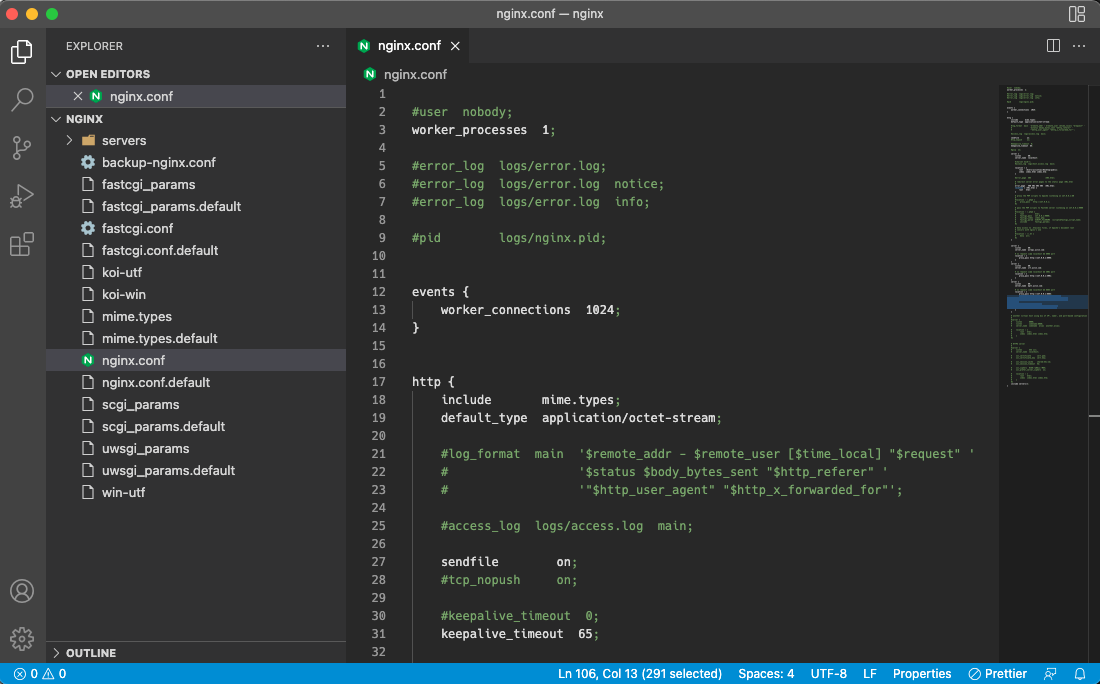 nginx.conf — nginx
EXPLORER
OPEN EDITORS
nginx.conf
NGINX
servers
backup-nginx.conf
fastcgi_params
fastcgi_params.default
fastcgi.conf
fastcgi.conf.default
koi-utf
koi-win
mime.types
mime.types.default
nginx.conf
nginx.conf.default
scgi_params
scgi_params.default
uwsgi_params
uwsgi_params.default
win-utf
OUTLINE
nginx.conf
nginx.conf
1
2 #user  nobody;
3 worker_processes  1;
4
5 #error_log  logs/error.log;
6 #error_log  logs/error.log  notice;
7 #error_log  logs/error.log  info;
8
9 #pid        logs/nginx.pid;
10
11
12 events {
13     worker_connections  1024;
14 }
15
16
17 http {
18     include       mime.types;
19     default_type  application/octet-stream;
20
21     #log_format  main  '$remote_addr - $remote_user [$time_local] "$request" '
22     #                  '$status $body_bytes_sent "$http_referer" '
23     #                  '"$http_user_agent" "$http_x_forwarded_for"';
24
25     #access_log  logs/access.log  main;
26
27     sendfile        on;
28     #tcp_nopush     on;
29
30     #keepalive_timeout  0;
31     keepalive_timeout  65;
32
0 0 Ln 106, Col 13 (291 selected) Spaces: 4 UTF-8 LF Properties Prettier